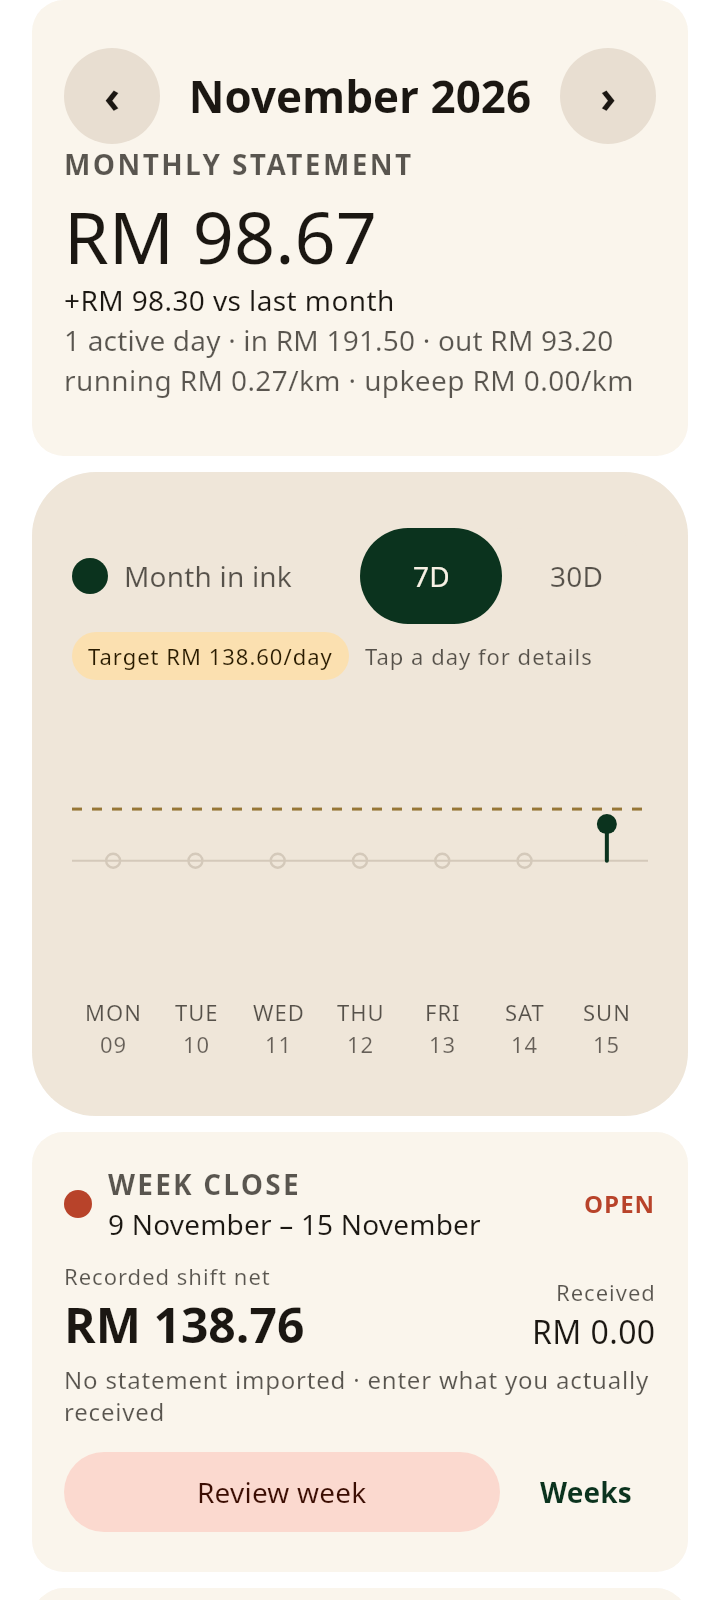 ‹ November 2026 ›
MONTHLY STATEMENT
RM 98.67
+RM 98.30 vs last month
1 active day · in RM 191.50 · out RM 93.20
running RM 0.27/km · upkeep RM 0.00/km
Month in ink 7D 30D
Target RM 138.60/day Tap a day for details
MON TUE WED THU FRI SAT SUN
09 10 11 12 13 14 15
WEEK CLOSE
9 November – 15 November
OPEN
Recorded shift net
RM 138.76
Received
RM 0.00
No statement imported · enter what you actually
received
Review week Weeks